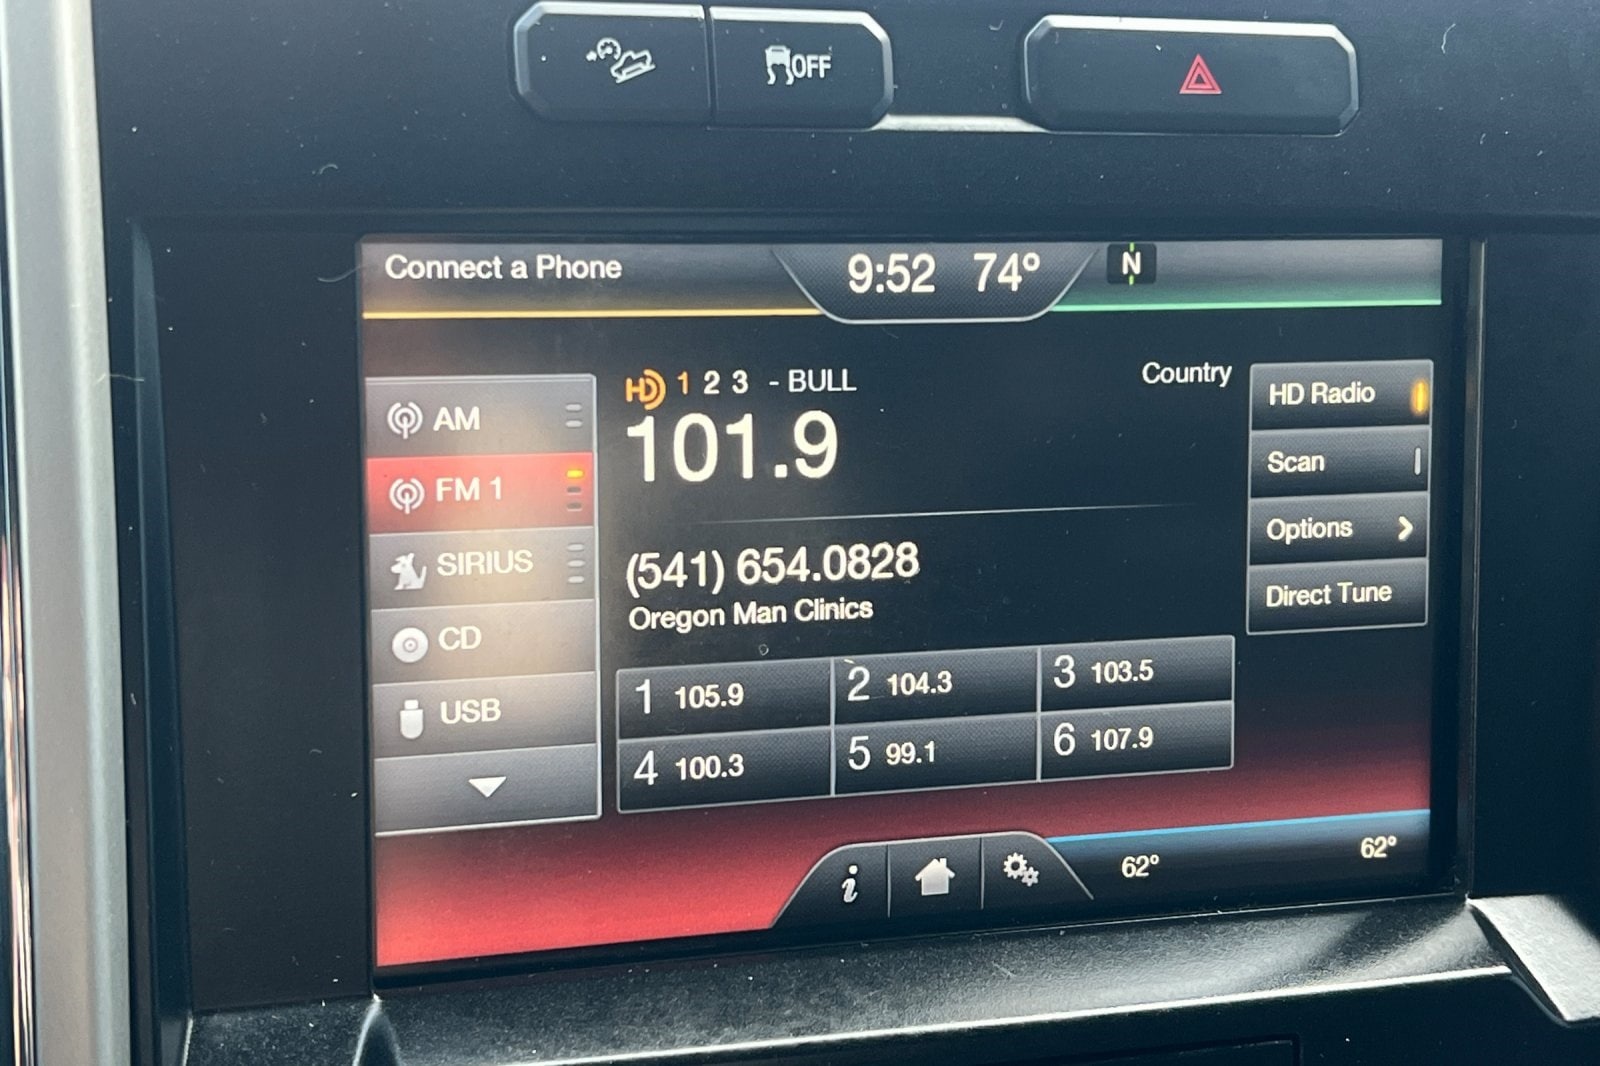 OFF
Connect a Phone
9:52 74°
N
HD 1 2 3 - BULL
Country
101.9
AM
FM 1
SIRIUS
CD
USB
(541) 654.0828
Oregon Man Clinics
1 105.9
2 104.3
3 103.5
4 100.3
5 99.1
6 107.9
HD Radio
Scan
Options
Direct Tune
i
62°
62°